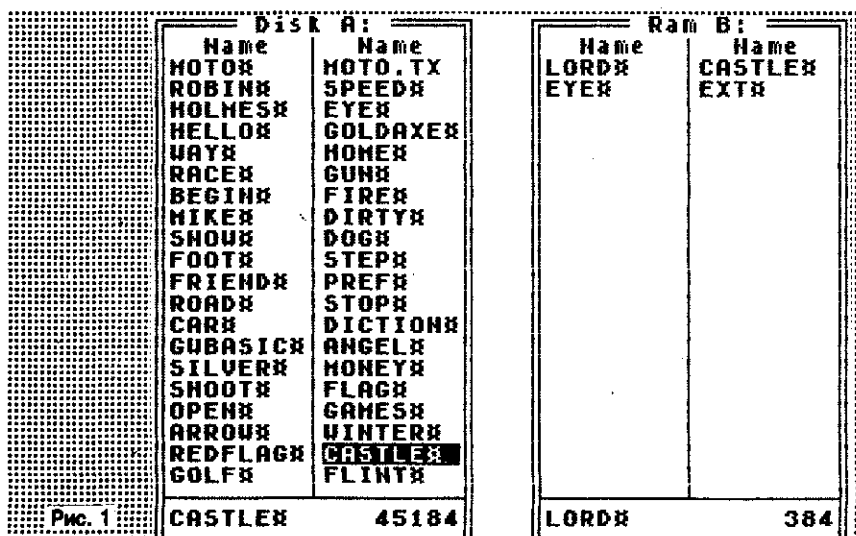 Disk A:
Name Name
MOTO¤ MOTO.TX
ROBIN¤ SPEED¤
HOLMES¤ EYE¤
HELLO¤ GOLDAXE¤
WAY¤ HOME¤
RACE¤ GUN¤
BEGIN¤ FIRE¤
MIKE¤ DIRTY¤
SHOW¤ DOG¤
FOOT¤ STEP¤
FRIEND¤ PREF¤
ROAD¤ STOP¤
CAR¤ DICTION¤
GWBASIC¤ ANGEL¤
SILVER¤ MONEY¤
SHOOT¤ FLAG¤
OPEN¤ GAMES¤
ARROW¤ WINTER¤
REDFLAG¤ CASTLE¤
GOLF¤ FLINT¤
CASTLE¤ 45184
Ram B:
Name Name
LORD¤ CASTLE¤
EYE¤ EXT¤
LORD¤ 384
Рис. 1